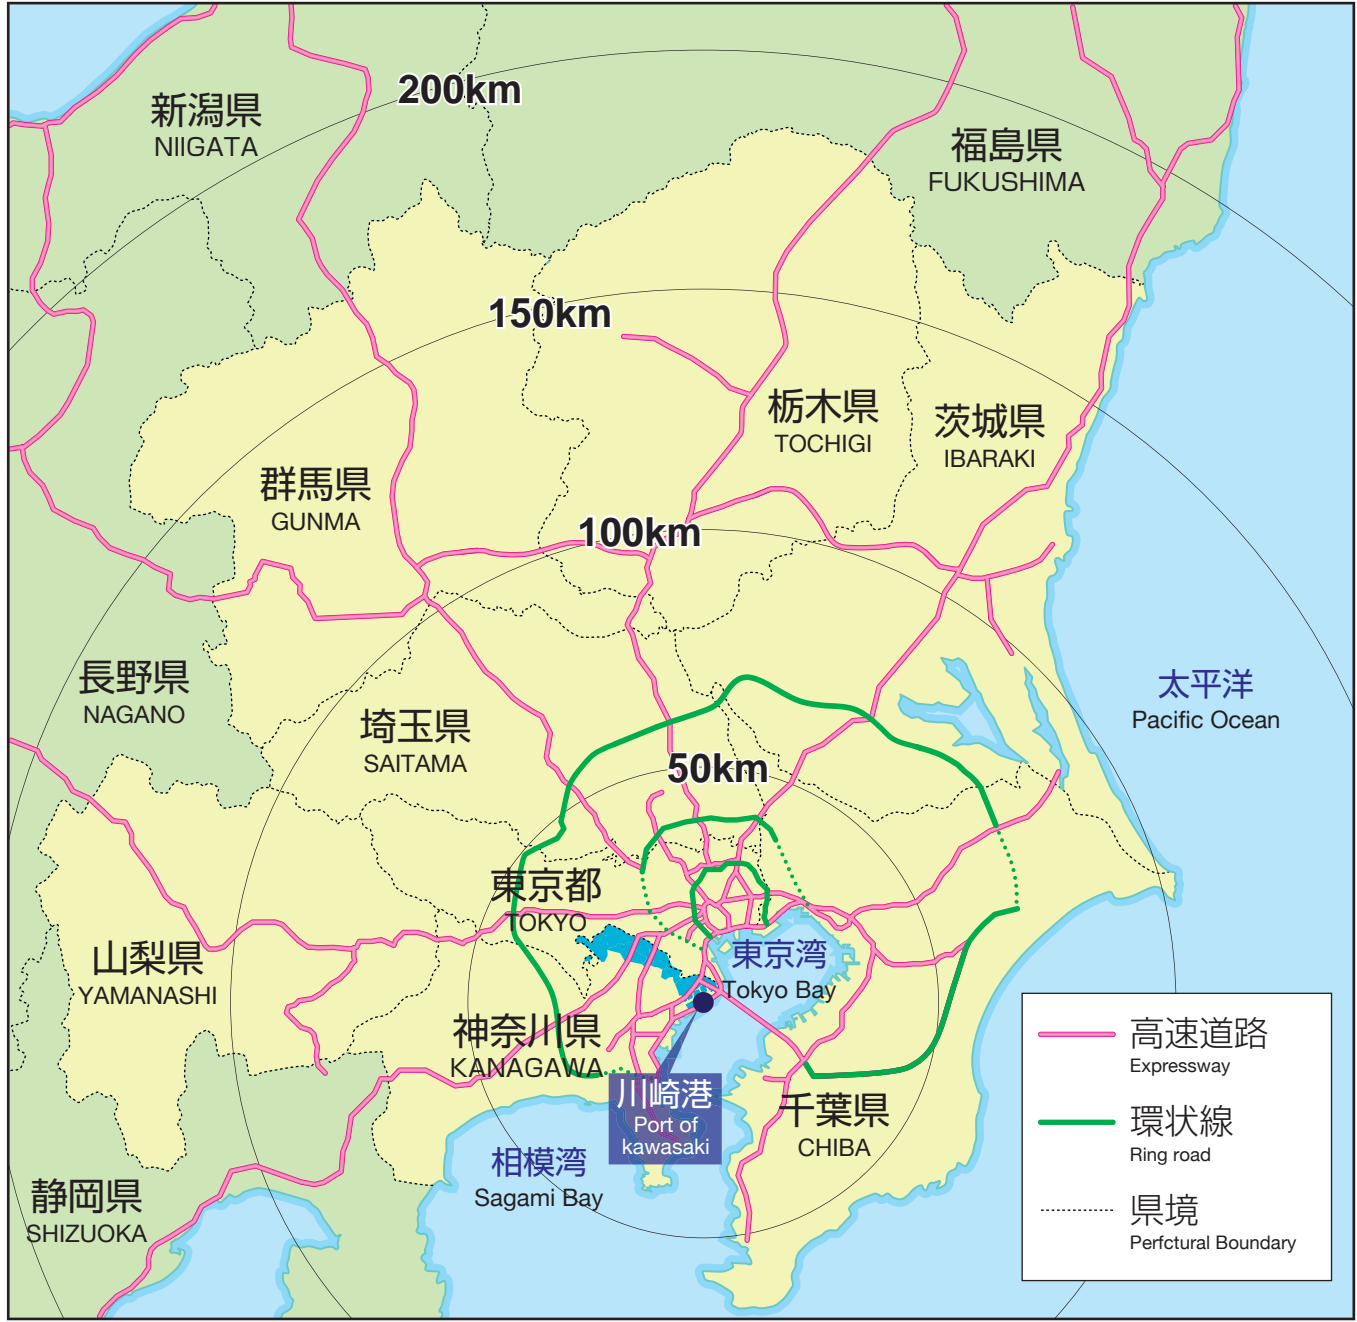 200km
新潟県
NIIGATA
福島県
FUKUSHIMA
150km
栃木県
TOCHIGI
茨城県
IBARAKI
群馬県
GUNMA
100km
長野県
NAGANO
埼玉県
SAITAMA
太平洋
Pacific Ocean
50km
東京都
TOKYO
山梨県
YAMANASHI
東京湾
Tokyo Bay
神奈川県
KANAGAWA
川崎港
Port of
kawasaki
千葉県
CHIBA
相模湾
Sagami Bay
静岡県
SHIZUOKA
高速道路
Expressway
環状線
Ring road
県境
Perfctural Boundary